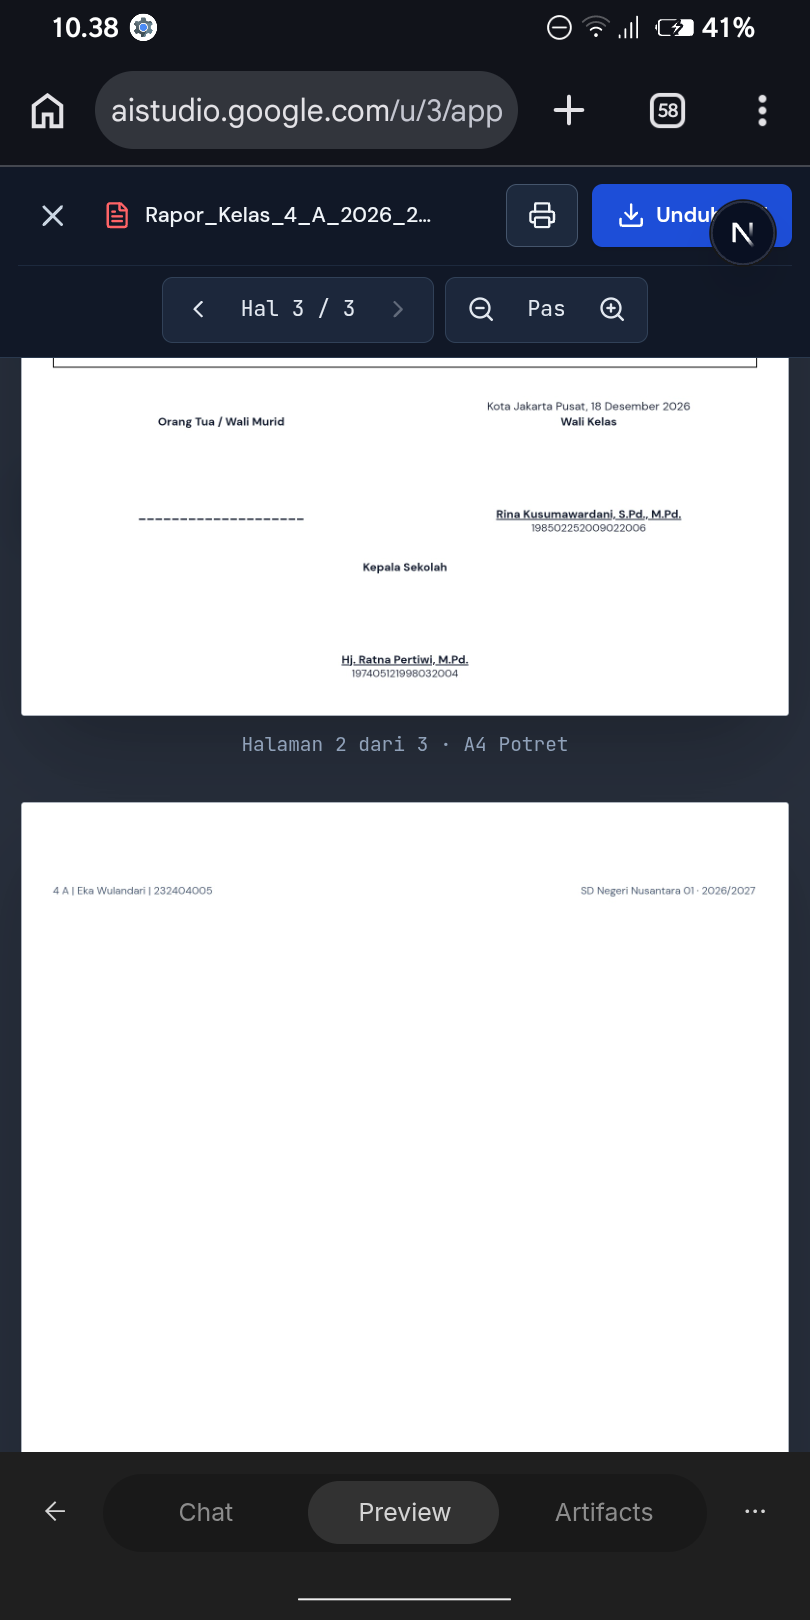 10.38
41%
aistudio.google.com/u/3/app
58
Rapor_Kelas_4_A_2026_2...
Hal 3 / 3
Pas
Kota Jakarta Pusat, 18 Desember 2026
Orang Tua / Wali Murid
Wali Kelas
____________________
Rina Kusumawardani, S.Pd., M.Pd.
198502252009022006
Kepala Sekolah
Hj. Ratna Pertiwi, M.Pd.
197405121998032004
Halaman 2 dari 3 · A4 Potret
4 A | Eka Wulandari | 232404005
SD Negeri Nusantara 01 · 2026/2027
Chat
Preview
Artifacts